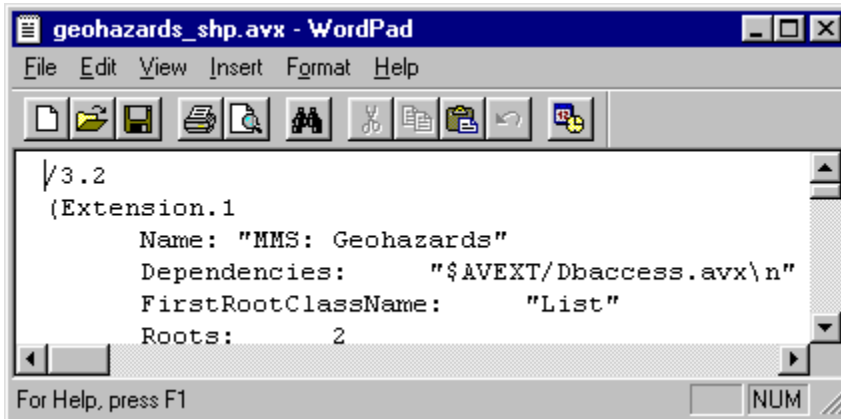 geohazards_shp.avx - WordPad
File Edit View Insert Format Help
/3.2
(Extension.1
Name: "MMS: Geohazards"
Dependencies: "$AVEXT/Dbaccess.avx\n"
FirstRootClassName: "List"
Roots: 2
For Help, press F1 NUM